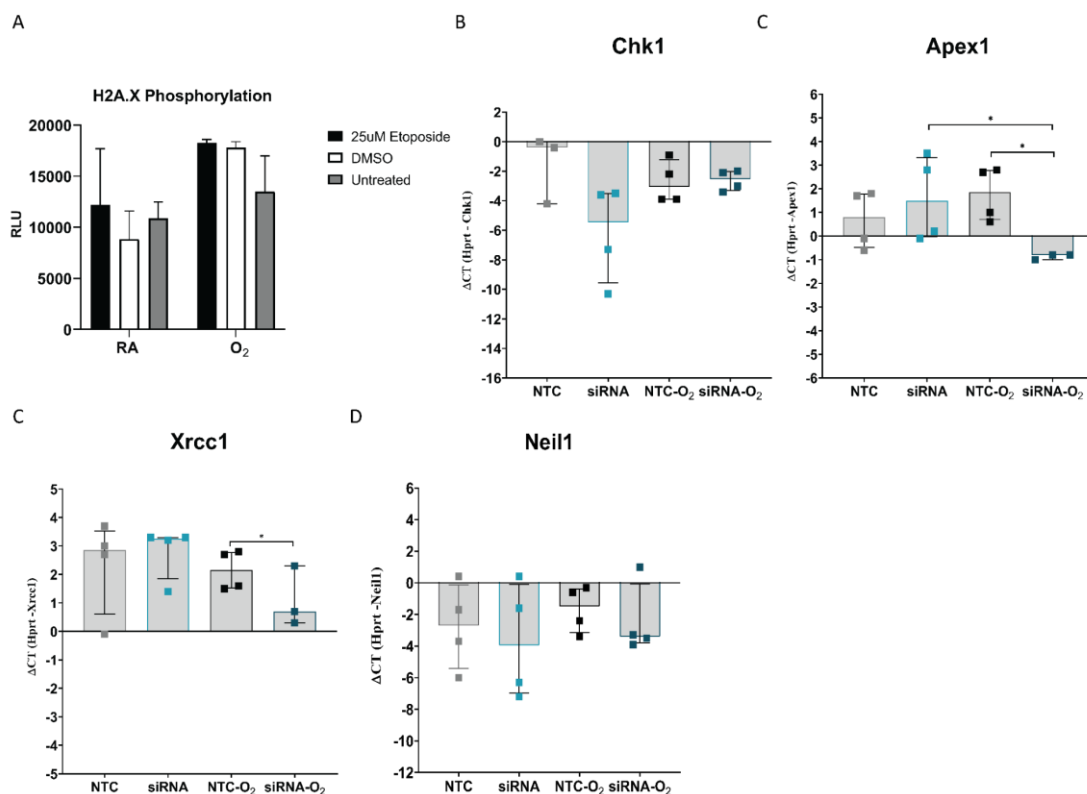 A
H2A.X Phosphorylation
20000
15000
10000
5000
0
RLU
RA
O₂
25uM Etoposide
DMSO
Untreated
B
Chk1
0
-2
-4
-6
-8
-10
-12
-14
-16
ΔCT (Hprt - Chk1)
NTC
siRNA
NTC-O₂
siRNA-O₂
C
Apex1
6
5
4
3
2
1
0
-1
-2
-3
-4
-5
-6
ΔCT (Hprt -Apex1)
*
*
NTC
siRNA
NTC-O₂
siRNA-O₂
C
Xrcc1
5
4
3
2
1
0
-1
-2
-3
-4
-5
ΔCT (Hprt -Xrcc1)
*
NTC
siRNA
NTC-O₂
siRNA-O₂
D
Neil1
6
4
2
0
-2
-4
-6
-8
-10
-12
ΔCT (Hprt -Neil1)
NTC
siRNA
NTC-O₂
siRNA-O₂